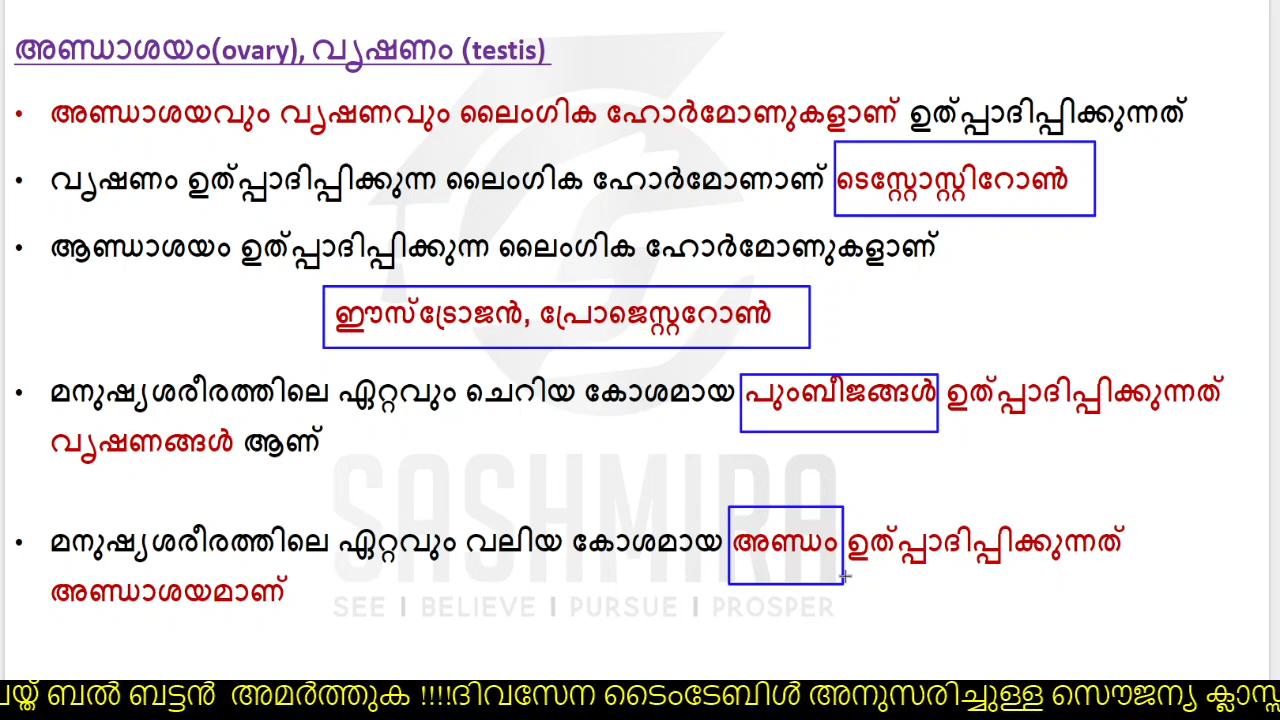 അണ്ഡാശയം(ovary), വൃഷണം (testis)
• അണ്ഡാശയവും വൃഷണവും ലൈംഗിക ഹോർമോണുകളാണ് ഉത്പ്പാദിപ്പിക്കുന്നത്
• വൃഷണം ഉത്പ്പാദിപ്പിക്കുന്ന ലൈംഗിക ഹോർമോണാണ് ടെസ്റ്റോസ്റ്റിറോൺ
• ആണ്ഡാശയം ഉത്പ്പാദിപ്പിക്കുന്ന ലൈംഗിക ഹോർമോണുകളാണ്
ഈസ്ട്രോജൻ, പ്രോജെസ്റ്ററോൺ
• മനുഷ്യശരീരത്തിലെ ഏറ്റവും ചെറിയ കോശമായ പുംബീജങ്ങൾ ഉത്പ്പാദിപ്പിക്കുന്നത്
വൃഷണങ്ങൾ ആണ്
SASHMIRA
• മനുഷ്യശരീരത്തിലെ ഏറ്റവും വലിയ കോശമായ അണ്ഡം ഉത്പ്പാദിപ്പിക്കുന്നത്
അണ്ഡാശയമാണ്
SEE | BELIEVE | PURSUE | PROSPER
ബൽ ബട്ടൻ അമർത്തുക !!!!ദിവസേന ടൈംടേബിൾ അനുസരിച്ചുള്ള സൌജന്യ